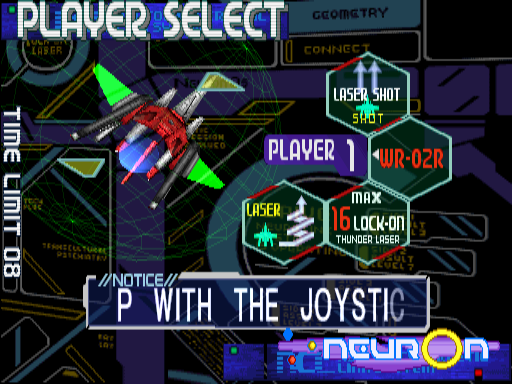 PLAYER SELECT
GEOMETRY
CONNECT
LASER
LASER SHOT
SHOT
PLAYER 1
WR-02R
TIME LIMIT 08
LASER
MAX
16 LOCK-ON
THUNDER LASER
//NOTICE//
P WITH THE JOYSTIC
NEURON